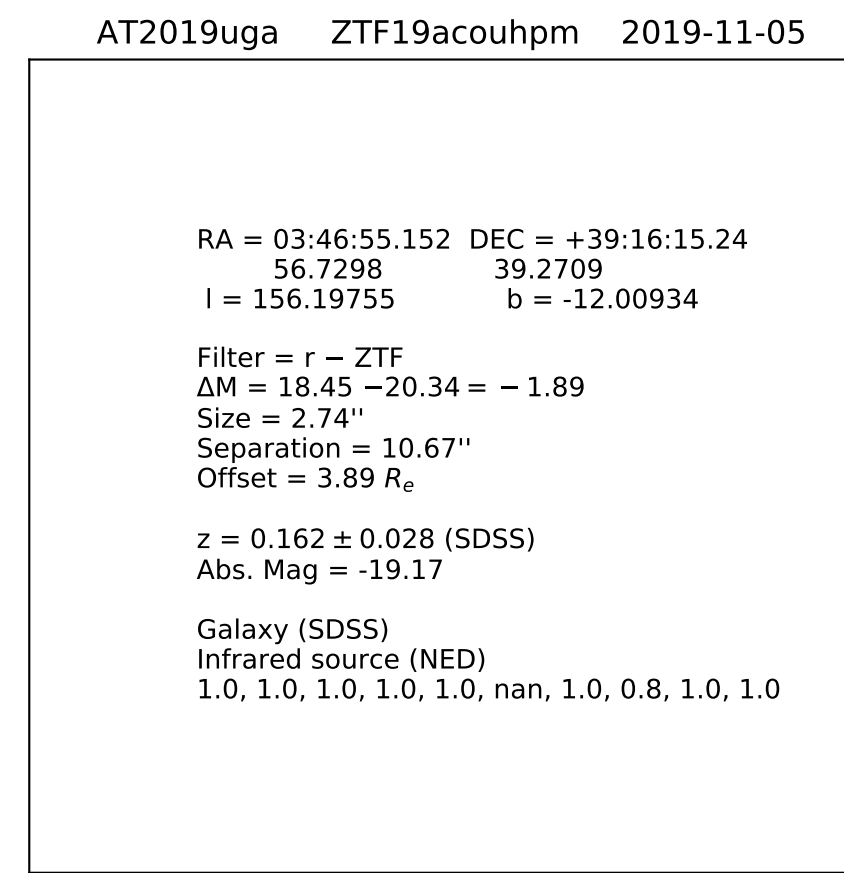 AT2019uga ZTF19acouhpm 2019-11-05
RA = 03:46:55.152 DEC = +39:16:15.24
56.7298 39.2709
l = 156.19755 b = -12.00934
Filter = r − ZTF
ΔM = 18.45 −20.34 = − 1.89
Size = 2.74''
Separation = 10.67''
Offset = 3.89 Rₑ
z = 0.162 ± 0.028 (SDSS)
Abs. Mag = -19.17
Galaxy (SDSS)
Infrared source (NED)
1.0, 1.0, 1.0, 1.0, 1.0, nan, 1.0, 0.8, 1.0, 1.0